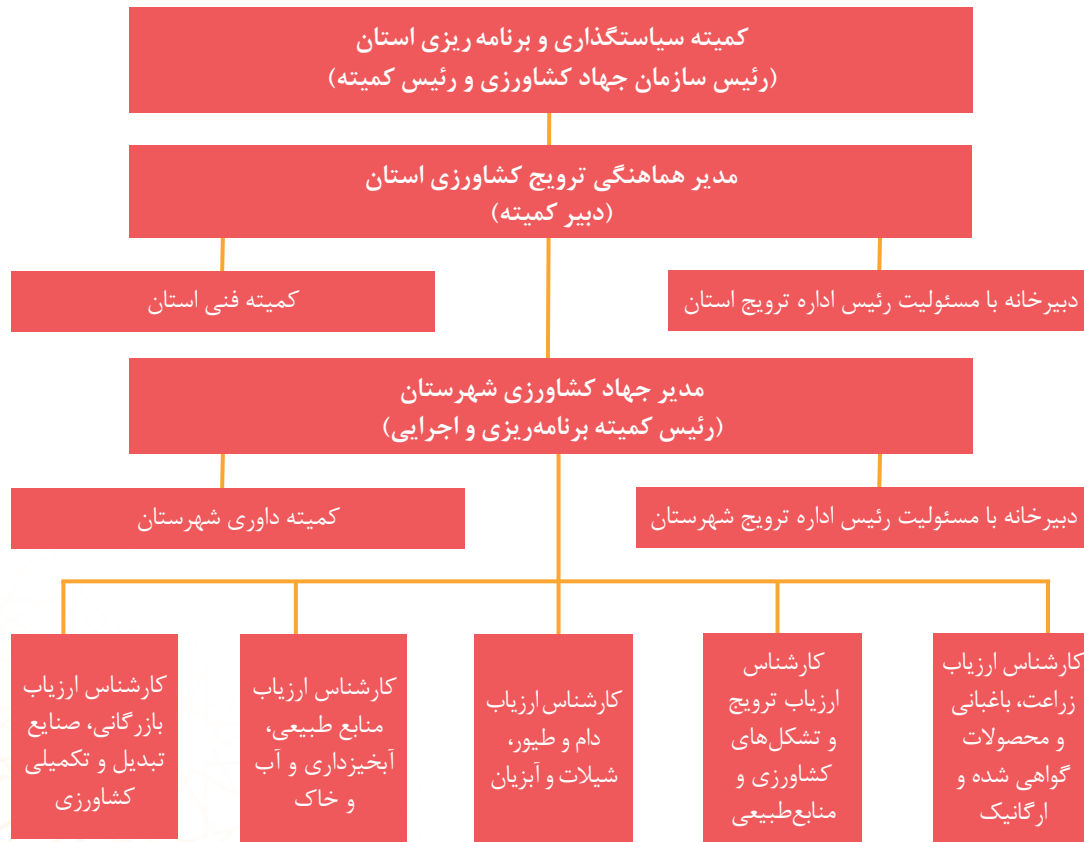 کمیته سیاستگذاری و برنامه ریزی استان
(رئیس سازمان جهاد کشاورزی و رئیس کمیته)
مدیر هماهنگی ترویج کشاورزی استان
(دبیر کمیته)
دبیرخانه با مسئولیت رئیس اداره ترویج استان
کمیته فنی استان
مدیر جهاد کشاورزی شهرستان
(رئیس کمیته برنامه‌ریزی و اجرایی)
دبیرخانه با مسئولیت رئیس اداره ترویج شهرستان
کمیته داوری شهرستان
کارشناس ارزیاب
زراعت، باغبانی
و محصولات
گواهی شده و
ارگانیک
کارشناس
ارزیاب ترویج
و تشکل‌های
کشاورزی و
منابع‌طبیعی
کارشناس ارزیاب
دام و طیور،
شیلات و آبزیان
کارشناس ارزیاب
منابع طبیعی،
آبخیزداری و آب
و خاک
کارشناس ارزیاب
بازرگانی، صنایع
تبدیل و تکمیلی
کشاورزی